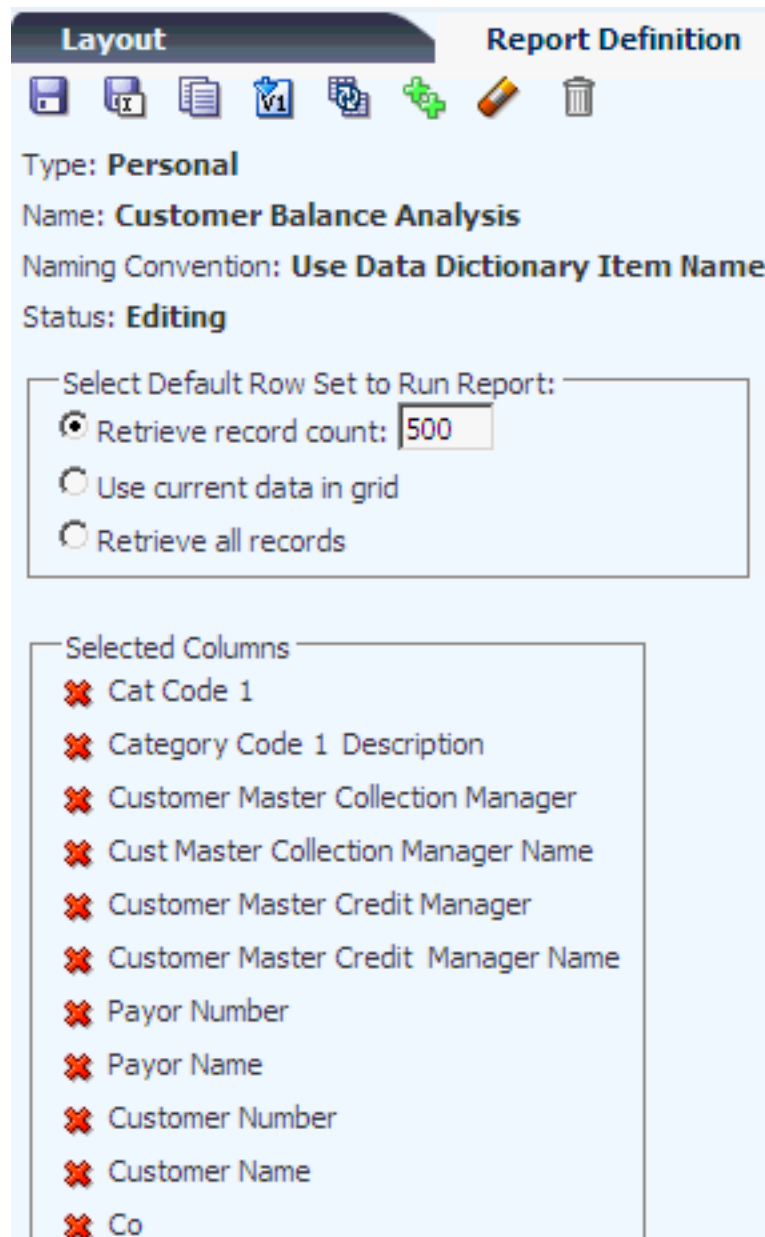 Layout Report Definition
V1
Type: Personal
Name: Customer Balance Analysis
Naming Convention: Use Data Dictionary Item Name
Status: Editing
Select Default Row Set to Run Report:
Retrieve record count: 500
Use current data in grid
Retrieve all records
Selected Columns
Cat Code 1
Category Code 1 Description
Customer Master Collection Manager
Cust Master Collection Manager Name
Customer Master Credit Manager
Customer Master Credit Manager Name
Payor Number
Payor Name
Customer Number
Customer Name
Co